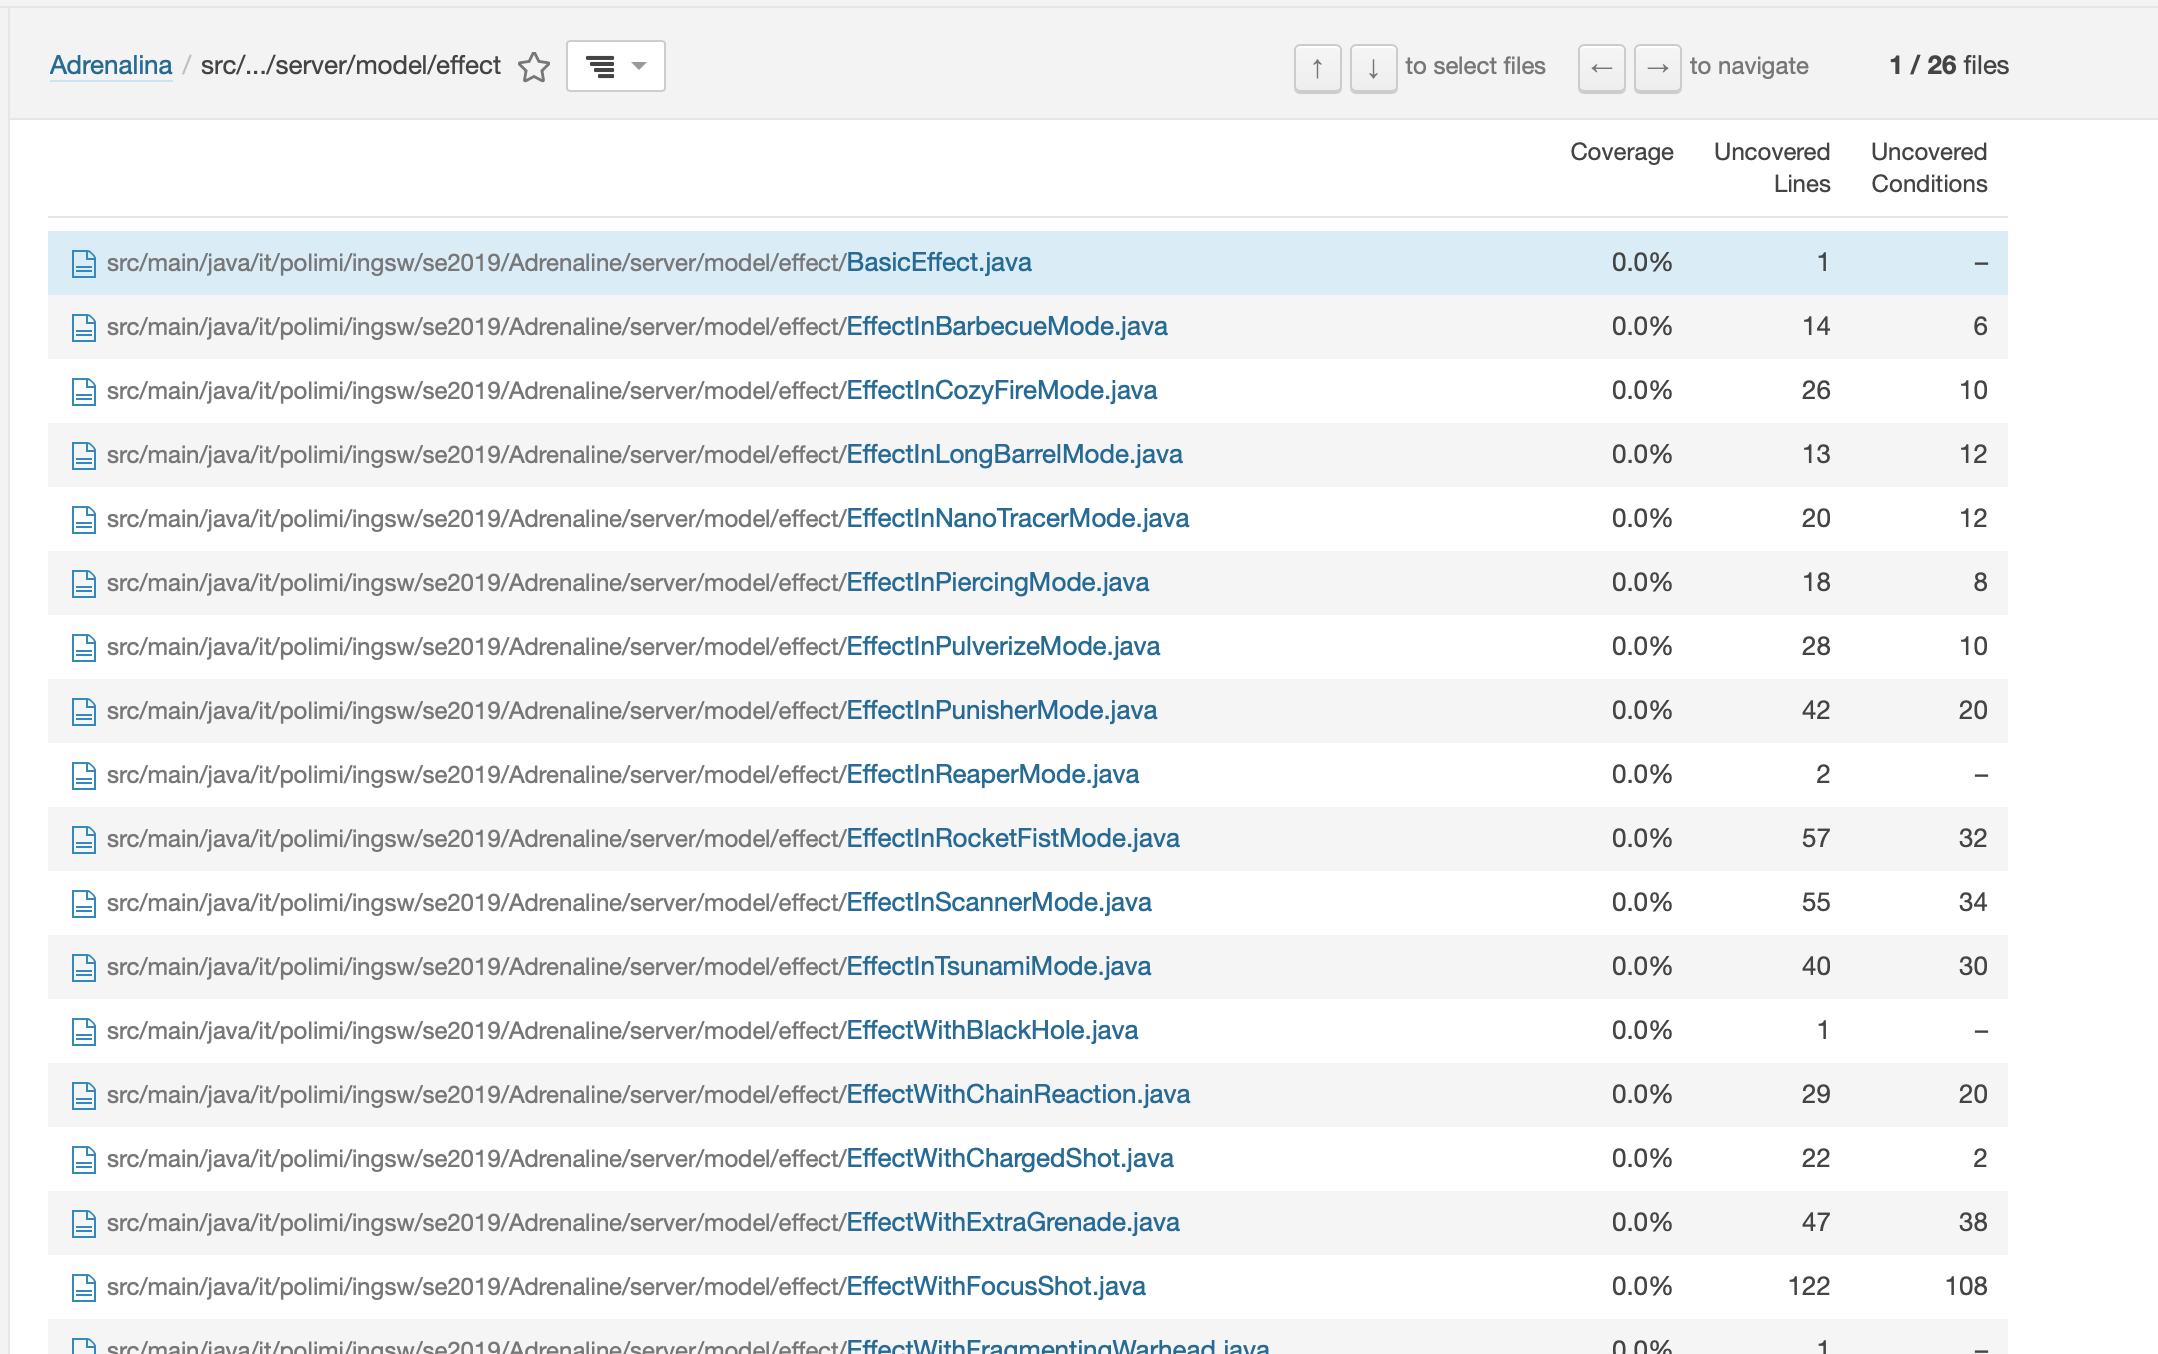 Adrenalina / src/.../server/model/effect ↑ ↓ to select files ← → to navigate 1 / 26 files
Coverage Uncovered Lines Uncovered Conditions
src/main/java/it/polimi/ingsw/se2019/Adrenaline/server/model/effect/BasicEffect.java 0.0% 1 –
src/main/java/it/polimi/ingsw/se2019/Adrenaline/server/model/effect/EffectInBarbecueMode.java 0.0% 14 6
src/main/java/it/polimi/ingsw/se2019/Adrenaline/server/model/effect/EffectInCozyFireMode.java 0.0% 26 10
src/main/java/it/polimi/ingsw/se2019/Adrenaline/server/model/effect/EffectInLongBarrelMode.java 0.0% 13 12
src/main/java/it/polimi/ingsw/se2019/Adrenaline/server/model/effect/EffectInNanoTracerMode.java 0.0% 20 12
src/main/java/it/polimi/ingsw/se2019/Adrenaline/server/model/effect/EffectInPiercingMode.java 0.0% 18 8
src/main/java/it/polimi/ingsw/se2019/Adrenaline/server/model/effect/EffectInPulverizeMode.java 0.0% 28 10
src/main/java/it/polimi/ingsw/se2019/Adrenaline/server/model/effect/EffectInPunisherMode.java 0.0% 42 20
src/main/java/it/polimi/ingsw/se2019/Adrenaline/server/model/effect/EffectInReaperMode.java 0.0% 2 –
src/main/java/it/polimi/ingsw/se2019/Adrenaline/server/model/effect/EffectInRocketFistMode.java 0.0% 57 32
src/main/java/it/polimi/ingsw/se2019/Adrenaline/server/model/effect/EffectInScannerMode.java 0.0% 55 34
src/main/java/it/polimi/ingsw/se2019/Adrenaline/server/model/effect/EffectInTsunamiMode.java 0.0% 40 30
src/main/java/it/polimi/ingsw/se2019/Adrenaline/server/model/effect/EffectWithBlackHole.java 0.0% 1 –
src/main/java/it/polimi/ingsw/se2019/Adrenaline/server/model/effect/EffectWithChainReaction.java 0.0% 29 20
src/main/java/it/polimi/ingsw/se2019/Adrenaline/server/model/effect/EffectWithChargedShot.java 0.0% 22 2
src/main/java/it/polimi/ingsw/se2019/Adrenaline/server/model/effect/EffectWithExtraGrenade.java 0.0% 47 38
src/main/java/it/polimi/ingsw/se2019/Adrenaline/server/model/effect/EffectWithFocusShot.java 0.0% 122 108
src/main/java/it/polimi/ingsw/se2019/Adrenaline/server/model/effect/EffectWithFragmentingWarhead.java 0.0% 1 –